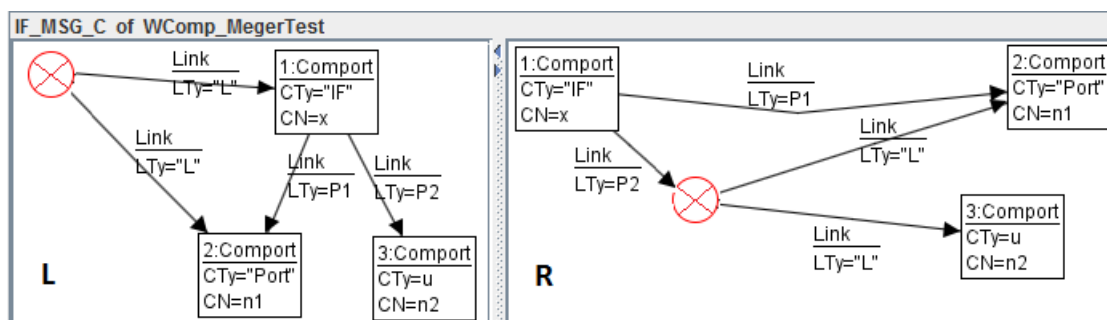 IF_MSG_C of WComp_MegerTest
Link
LTy="L"
1:Comport
CTy="IF"
CN=x
Link
LTy="L"
Link
LTy=P1
Link
LTy=P2
2:Comport
CTy="Port"
CN=n1
3:Comport
CTy=u
CN=n2
L
1:Comport
CTy="IF"
CN=x
Link
LTy=P1
2:Comport
CTy="Port"
CN=n1
Link
LTy="L"
Link
LTy=P2
Link
LTy="L"
3:Comport
CTy=u
CN=n2
R